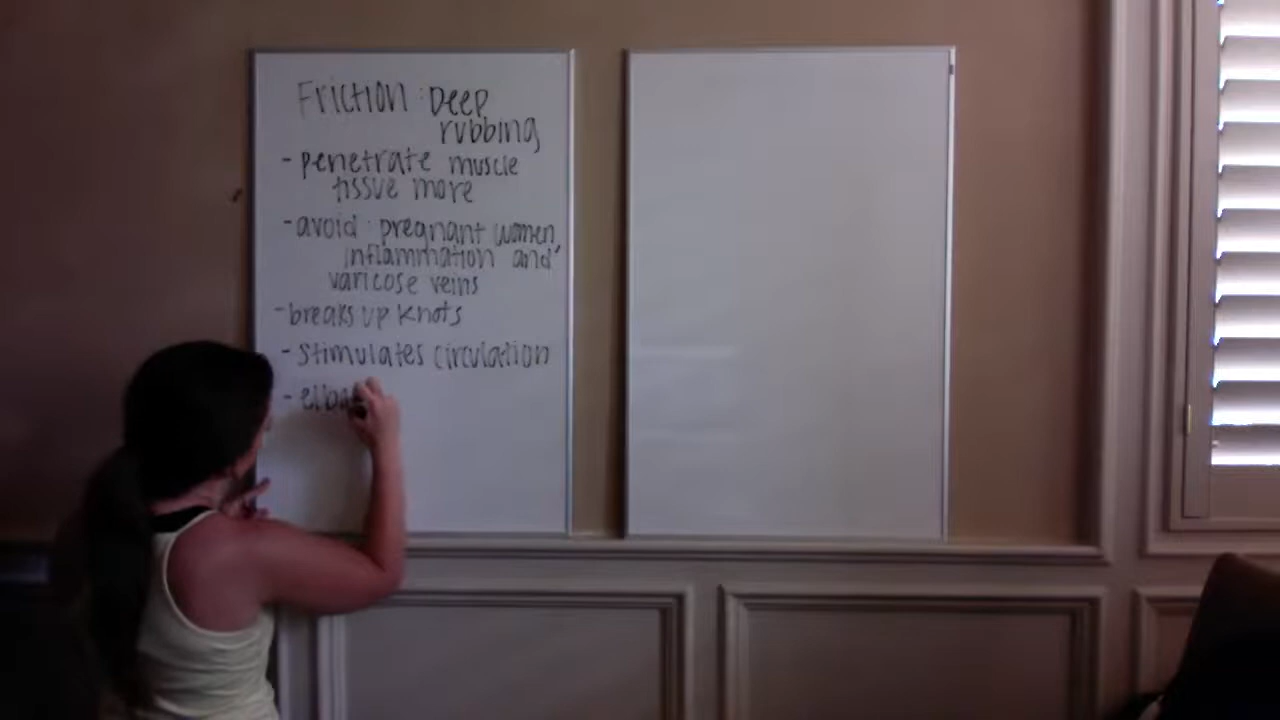 Friction : Deep
rubbing
- penetrate muscle
tissue more
- avoid : pregnant women,
inflammation and
varicose veins
- breaks up knots
- stimulates circulation
-